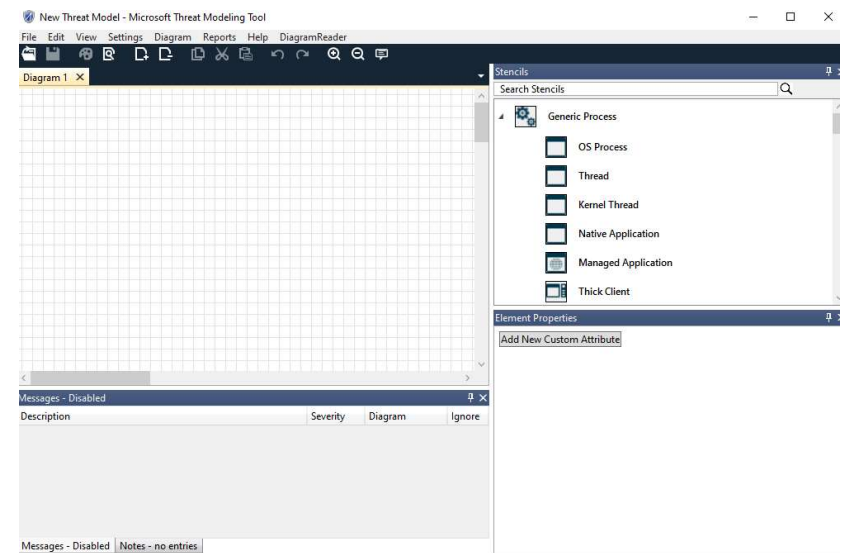 New Threat Model - Microsoft Threat Modeling Tool
File Edit View Settings Diagram Reports Help DiagramReader
Diagram 1
Stencils
Search Stencils
Generic Process
OS Process
Thread
Kernel Thread
Native Application
Managed Application
Thick Client
Element Properties
Add New Custom Attribute
Messages - Disabled
Description Severity Diagram Ignore
Messages - Disabled Notes - no entries